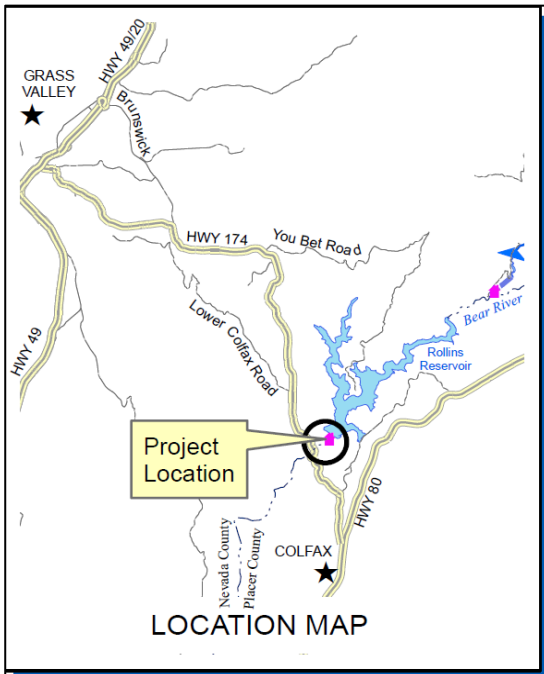 HWY 49/20
GRASS
VALLEY
Brunswick
HWY 174
You Bet Road
Lower Colfax Road
Bear River
Rollins
Reservoir
HWY 49
Project
Location
HWY 80
Nevada County
Placer County
COLFAX
LOCATION MAP